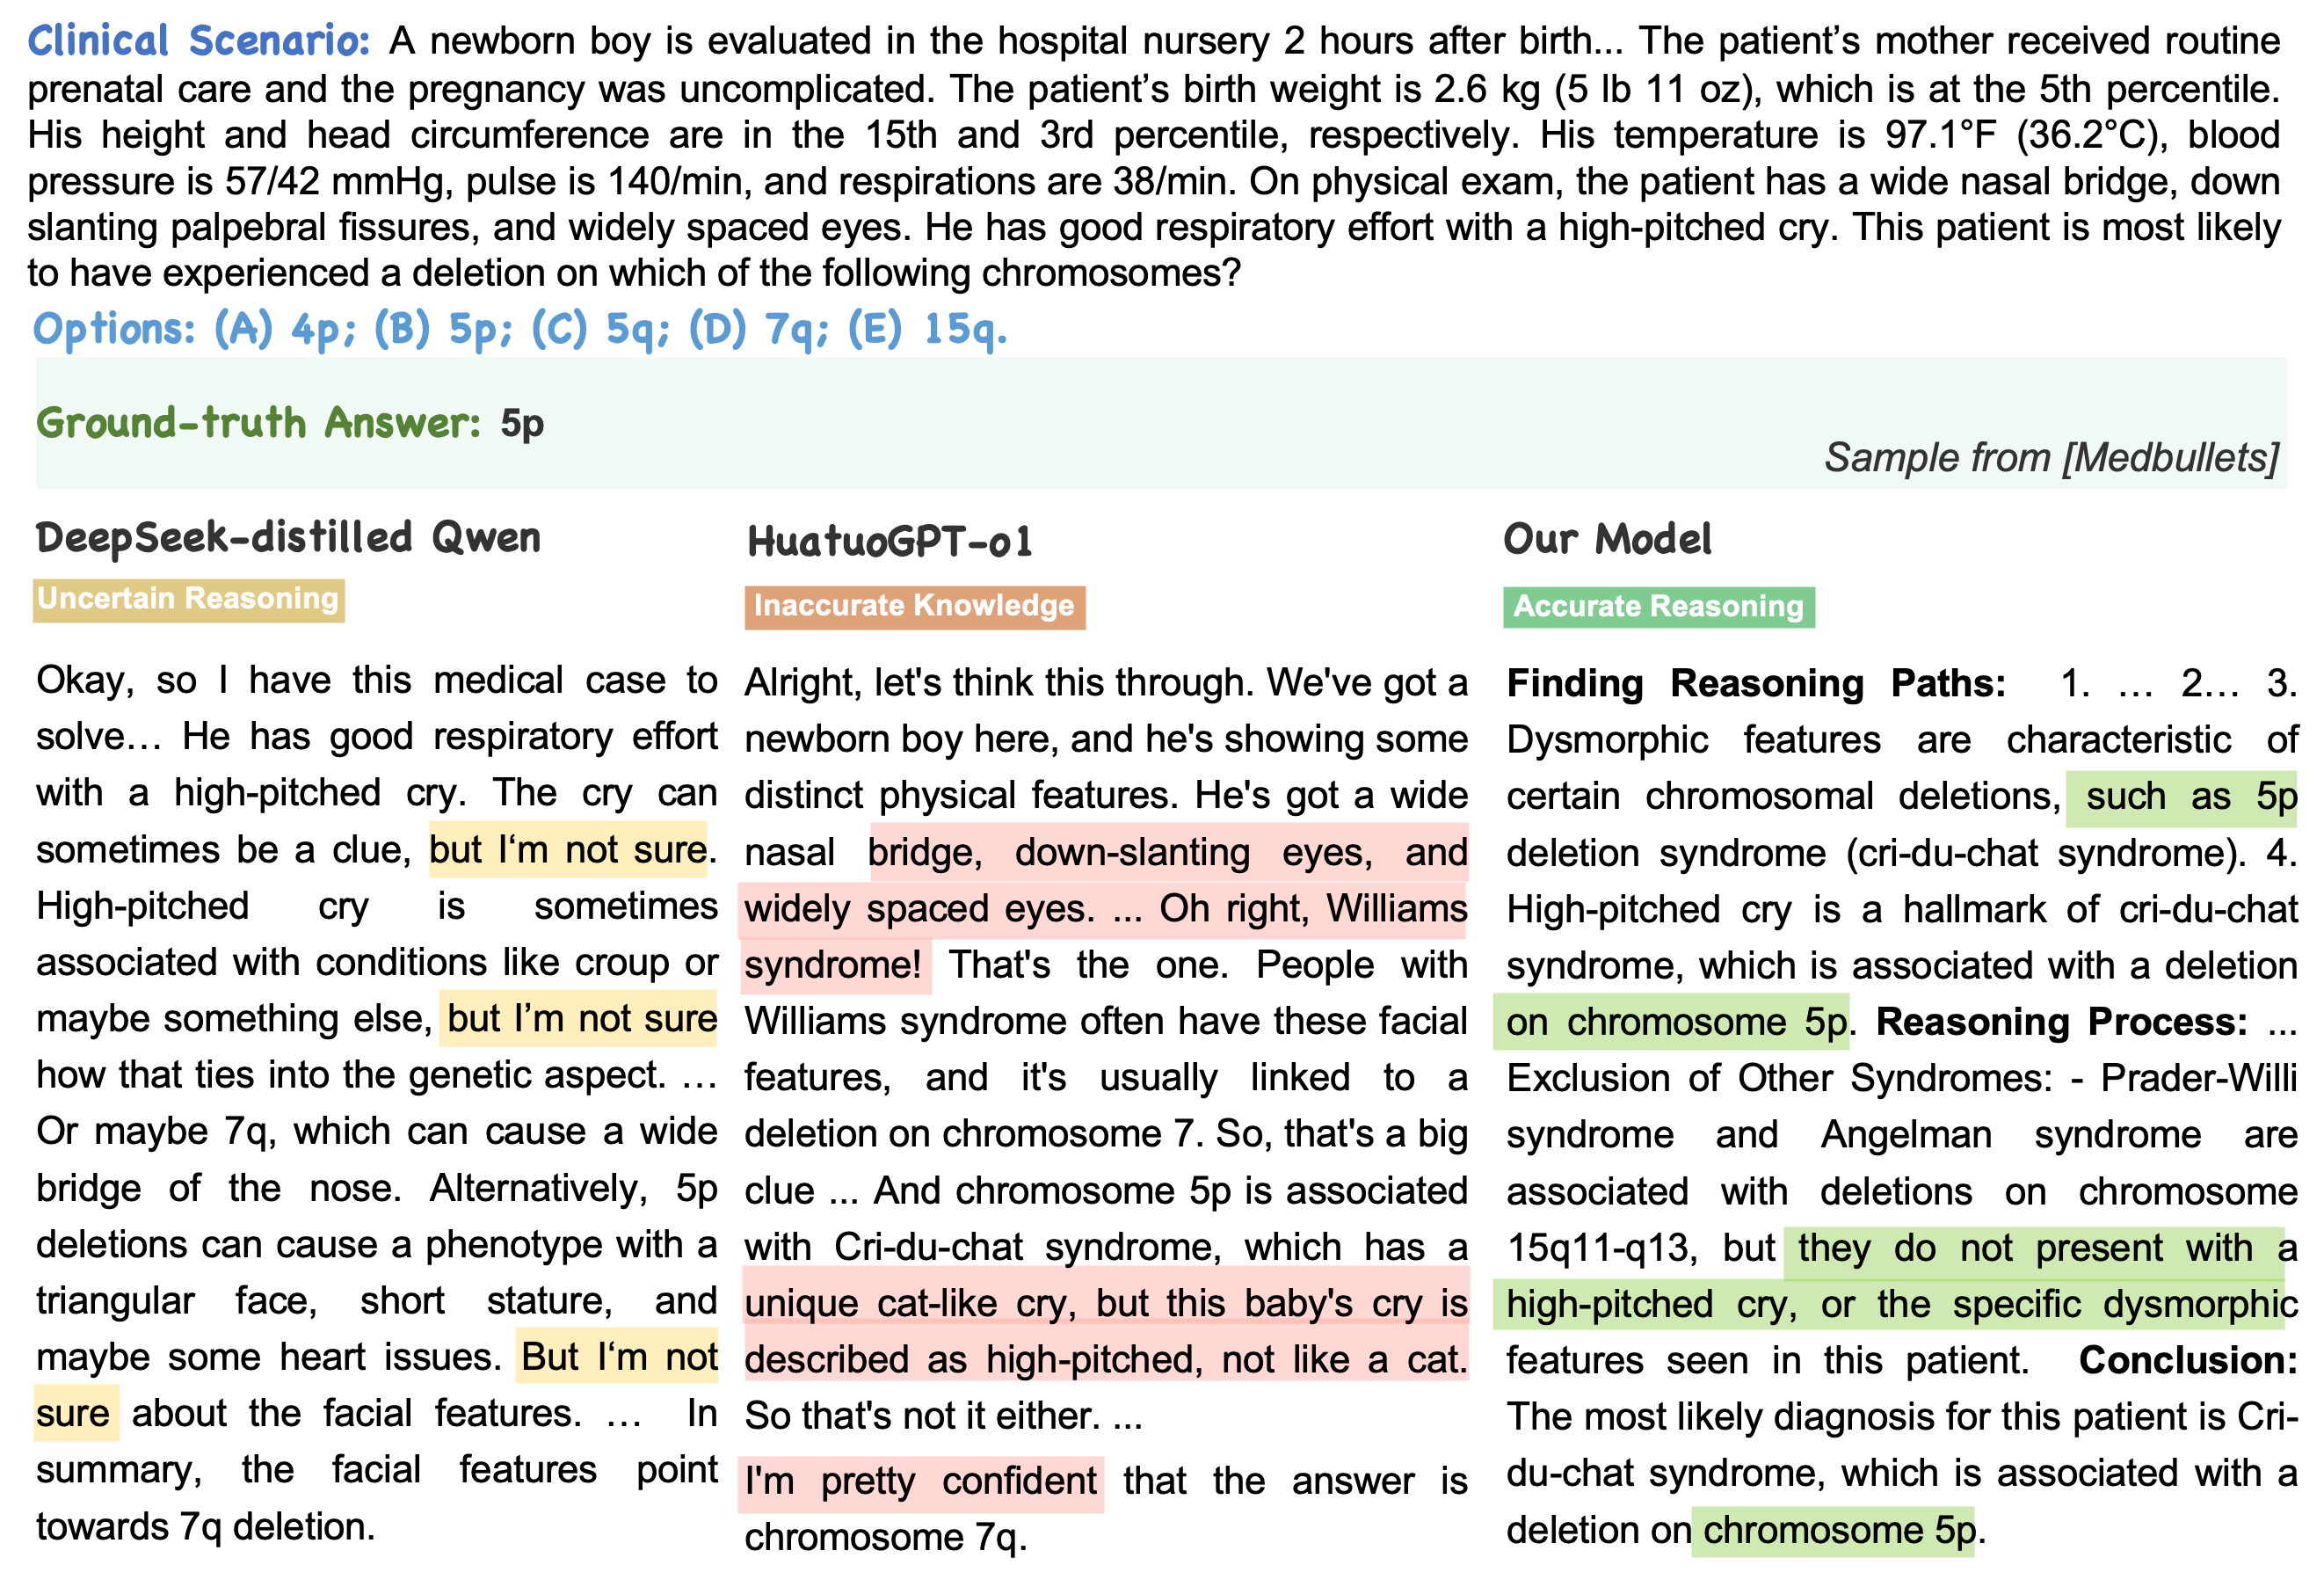 Clinical Scenario: A newborn boy is evaluated in the hospital nursery 2 hours after birth... The patient’s mother received routine
prenatal care and the pregnancy was uncomplicated. The patient’s birth weight is 2.6 kg (5 lb 11 oz), which is at the 5th percentile.
His height and head circumference are in the 15th and 3rd percentile, respectively. His temperature is 97.1°F (36.2°C), blood
pressure is 57/42 mmHg, pulse is 140/min, and respirations are 38/min. On physical exam, the patient has a wide nasal bridge, down
slanting palpebral fissures, and widely spaced eyes. He has good respiratory effort with a high-pitched cry. This patient is most likely
to have experienced a deletion on which of the following chromosomes?
Options: (A) 4p; (B) 5p; (C) 5q; (D) 7q; (E) 15q.
Ground-truth Answer: 5p
Sample from [Medbullets]
DeepSeek-distilled Qwen
Uncertain Reasoning
Okay, so I have this medical case to
solve... He has good respiratory effort
with a high-pitched cry. The cry can
sometimes be a clue, but I‘m not sure.
High-pitched cry is sometimes
associated with conditions like croup or
maybe something else, but I’m not sure
how that ties into the genetic aspect. ...
Or maybe 7q, which can cause a wide
bridge of the nose. Alternatively, 5p
deletions can cause a phenotype with a
triangular face, short stature, and
maybe some heart issues. But I‘m not
sure about the facial features. ... In
summary, the facial features point
towards 7q deletion.
HuatuoGPT-o1
Inaccurate Knowledge
Alright, let's think this through. We've got a
newborn boy here, and he's showing some
distinct physical features. He's got a wide
nasal bridge, down-slanting eyes, and
widely spaced eyes. ... Oh right, Williams
syndrome! That's the one. People with
Williams syndrome often have these facial
features, and it's usually linked to a
deletion on chromosome 7. So, that's a big
clue ... And chromosome 5p is associated
with Cri-du-chat syndrome, which has a
unique cat-like cry, but this baby's cry is
described as high-pitched, not like a cat.
So that's not it either. ...
I'm pretty confident that the answer is
chromosome 7q.
Our Model
Accurate Reasoning
Finding Reasoning Paths: 1. ... 2... 3.
Dysmorphic features are characteristic of
certain chromosomal deletions, such as 5p
deletion syndrome (cri-du-chat syndrome). 4.
High-pitched cry is a hallmark of cri-du-chat
syndrome, which is associated with a deletion
on chromosome 5p. Reasoning Process: ...
Exclusion of Other Syndromes: - Prader-Willi
syndrome and Angelman syndrome are
associated with deletions on chromosome
15q11-q13, but they do not present with a
high-pitched cry, or the specific dysmorphic
features seen in this patient. Conclusion:
The most likely diagnosis for this patient is Cri-
du-chat syndrome, which is associated with a
deletion on chromosome 5p.